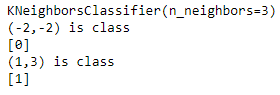 KNeighborsClassifier(n_neighbors=3)
(-2,-2) is class
[0]
(1,3) is class
[1]